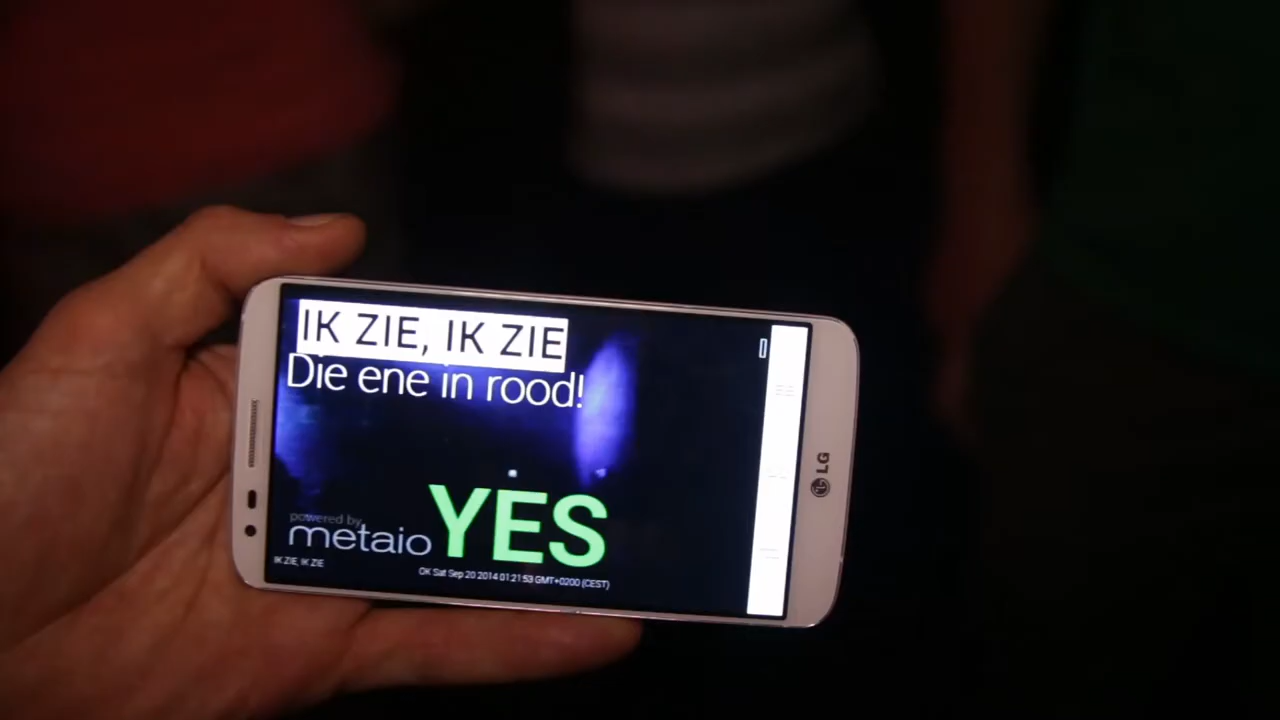 IK ZIE, IK ZIE
Die ene in rood!
YES
powered by
metaio
IK ZIE, IK ZIE
OK Sat Sep 20 2014 01:21:53 GMT+0200 (CEST)
LG